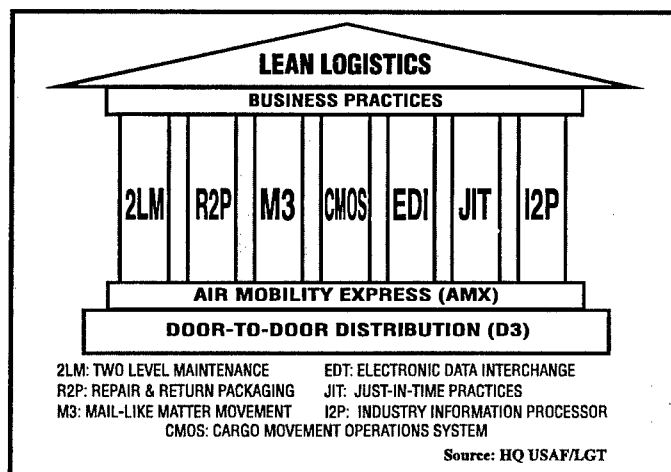 LEAN LOGISTICS
BUSINESS PRACTICES
2LM R2P M3 CMOS EDI JIT I2P
AIR MOBILITY EXPRESS (AMX)
DOOR-TO-DOOR DISTRIBUTION (D3)
2LM: TWO LEVEL MAINTENANCE EDT: ELECTRONIC DATA INTERCHANGE
R2P: REPAIR & RETURN PACKAGING JIT: JUST-IN-TIME PRACTICES
M3: MAIL-LIKE MATTER MOVEMENT I2P: INDUSTRY INFORMATION PROCESSOR
CMOS: CARGO MOVEMENT OPERATIONS SYSTEM
Source: HQ USAF/LGT